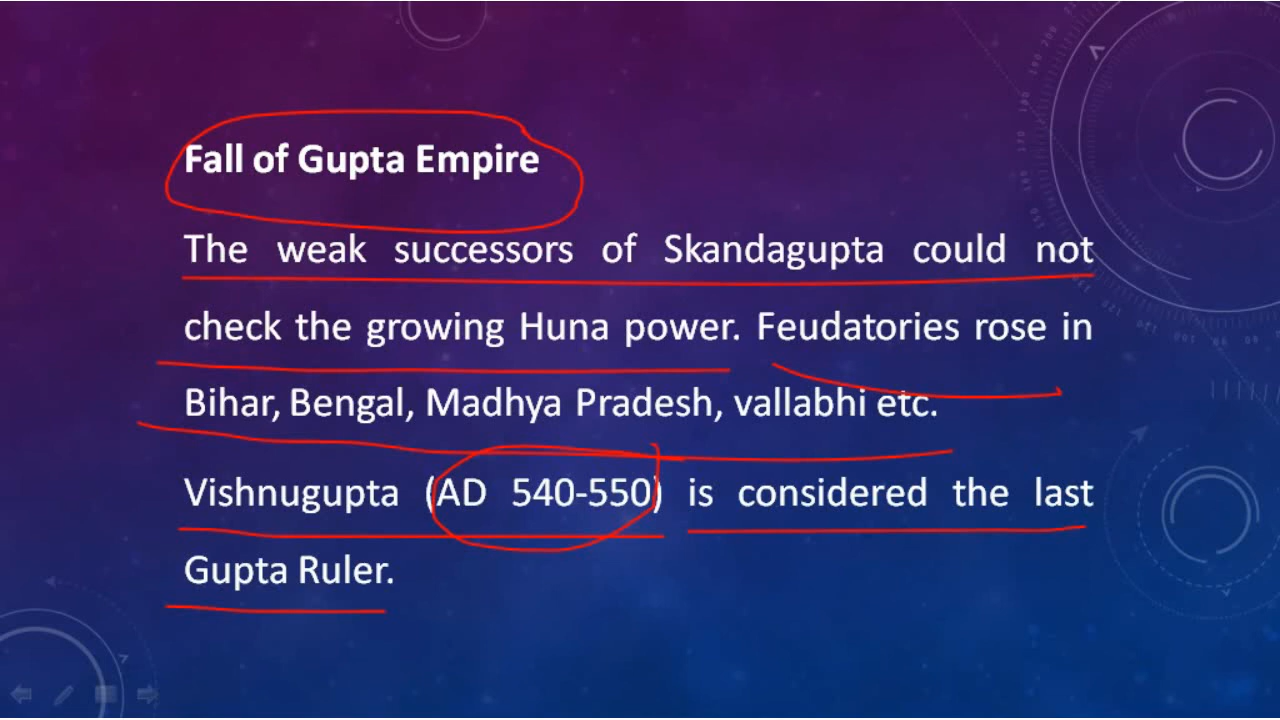 Fall of Gupta Empire
The weak successors of Skandagupta could not
check the growing Huna power. Feudatories rose in
Bihar, Bengal, Madhya Pradesh, vallabhi etc.
Vishnugupta (AD 540-550) is considered the last
Gupta Ruler.